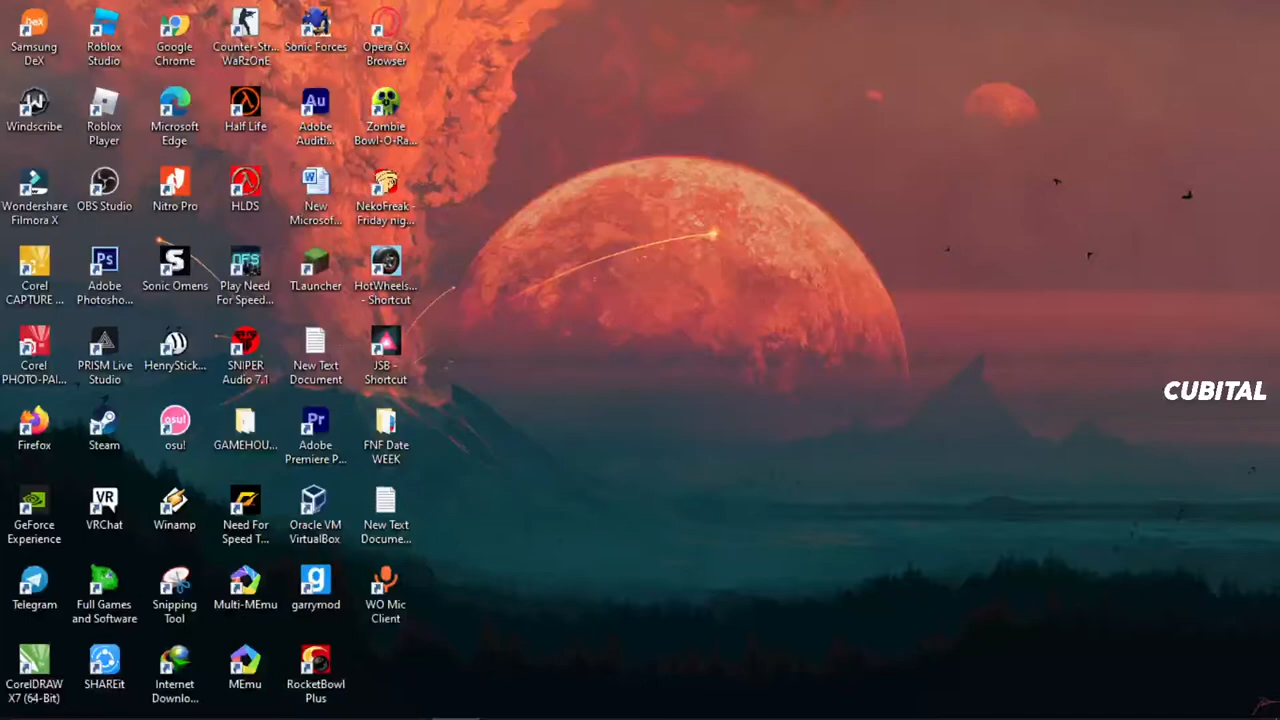 Samsung
DeX
Roblox
Studio
Google
Chrome
Counter-Str...
WaRzOnE
Sonic Forces
Opera GX
Browser
Windscribe
Roblox
Player
Microsoft
Edge
Half Life
Adobe
Auditi...
Zombie
Bowl-O-Ra...
Wondershare
Filmora X
OBS Studio
Nitro Pro
HLDS
New
Microsof...
NekoFreak -
Friday nig...
Corel
CAPTURE ...
Adobe
Photosho...
Sonic Omens
Play Need
For Speed...
TLauncher
HotWheels...
- Shortcut
Corel
PHOTO-PAI...
PRISM Live
Studio
HenryStick...
SNIPER
Audio 7.1
New Text
Document
JSB -
Shortcut
CUBITAL
Firefox
Steam
osu!
GAMEHOU...
Adobe
Premiere P...
FNF Date
WEEK
GeForce
Experience
VRChat
Winamp
Need For
Speed T...
Oracle VM
VirtualBox
New Text
Docume...
Telegram
Full Games
and Software
Snipping
Tool
Multi-MEmu
garrymod
WO Mic
Client
CorelDRAW
X7 (64-Bit)
SHAREit
Internet
Downlo...
MEmu
RocketBowl
Plus